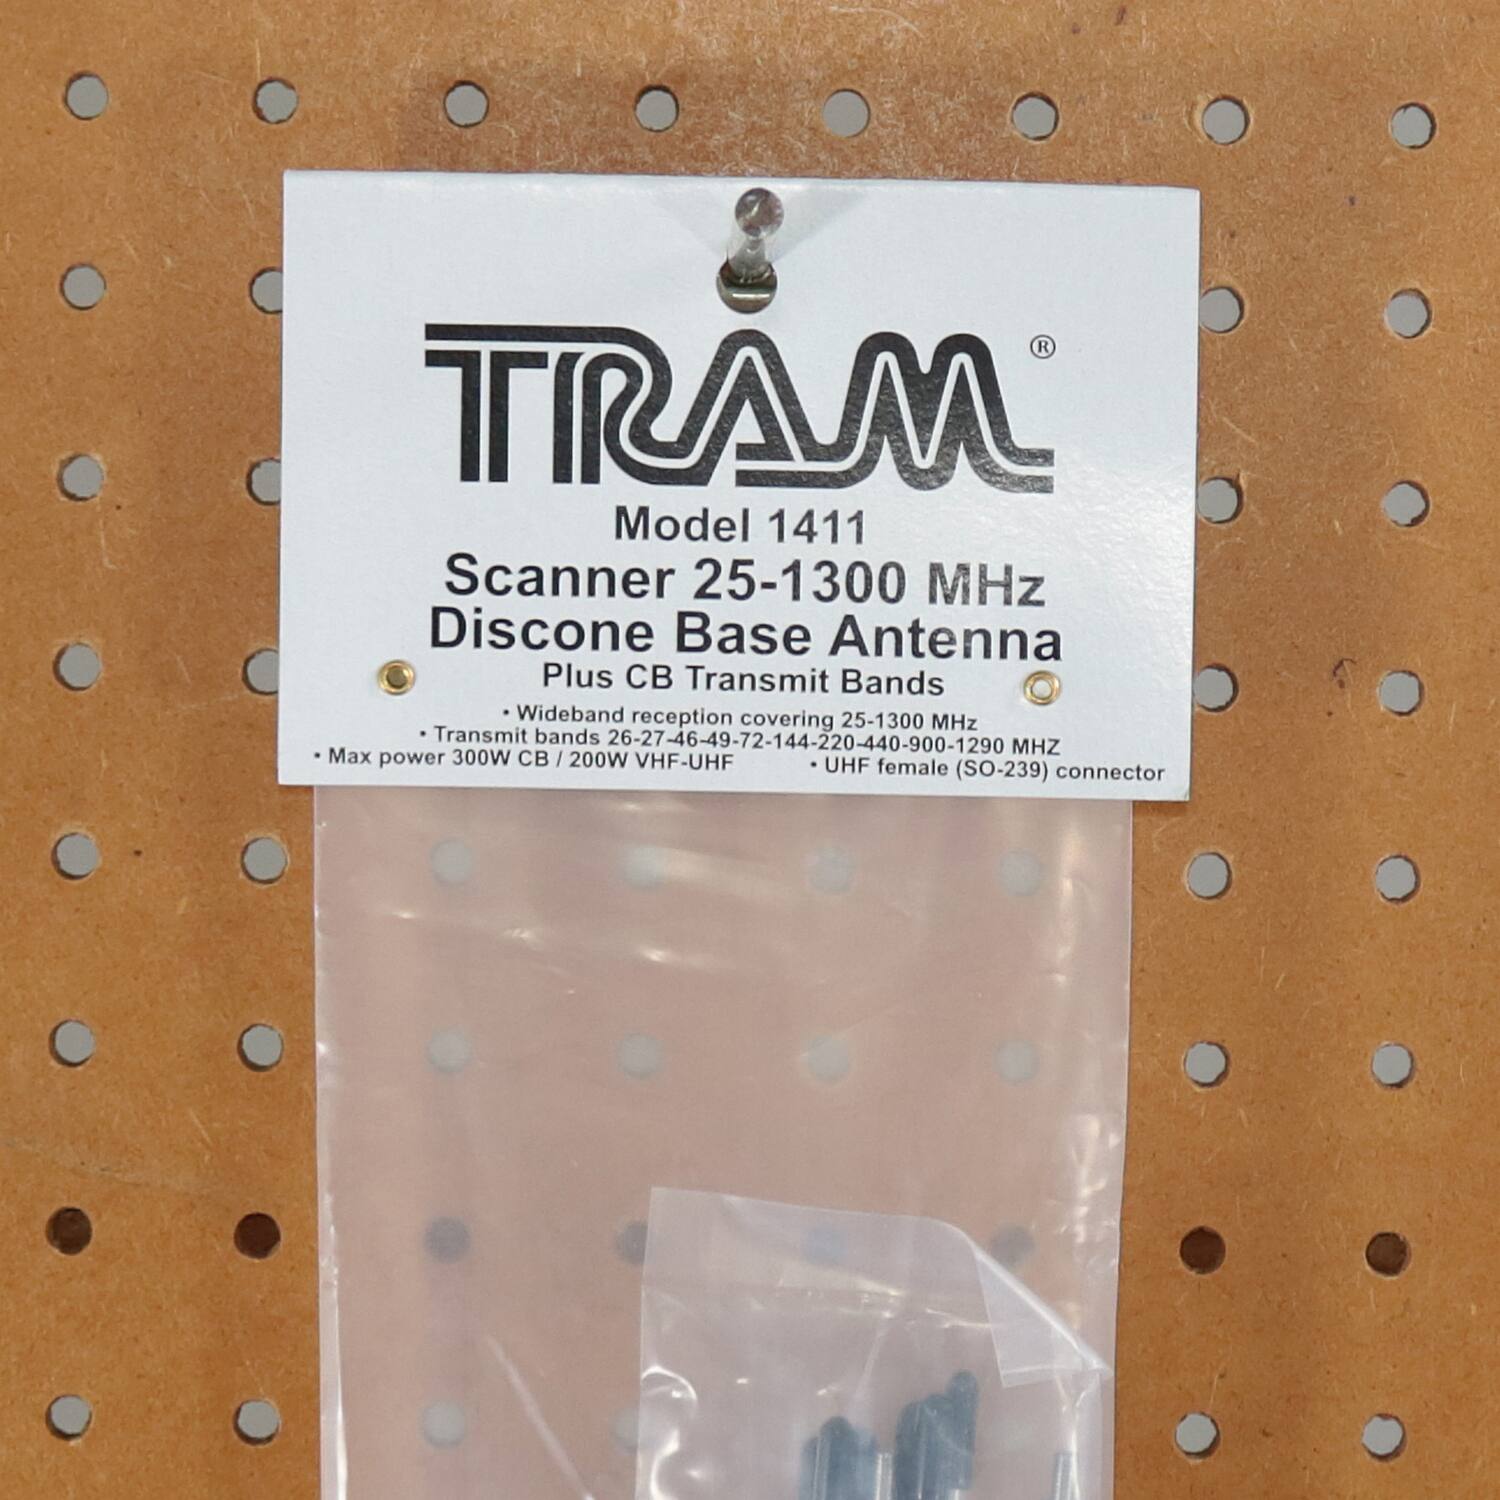 TRAM®
Model 1411
Scanner 25-1300 MHz
Discone Base Antenna
Plus CB Transmit Bands
• Wideband reception covering 25-1300 MHz
• Transmit bands 26-27-46-49-72-144-220-440-900-1290 MHZ
• Max power 300W CB / 200W VHF-UHF • UHF female (SO-239) connector